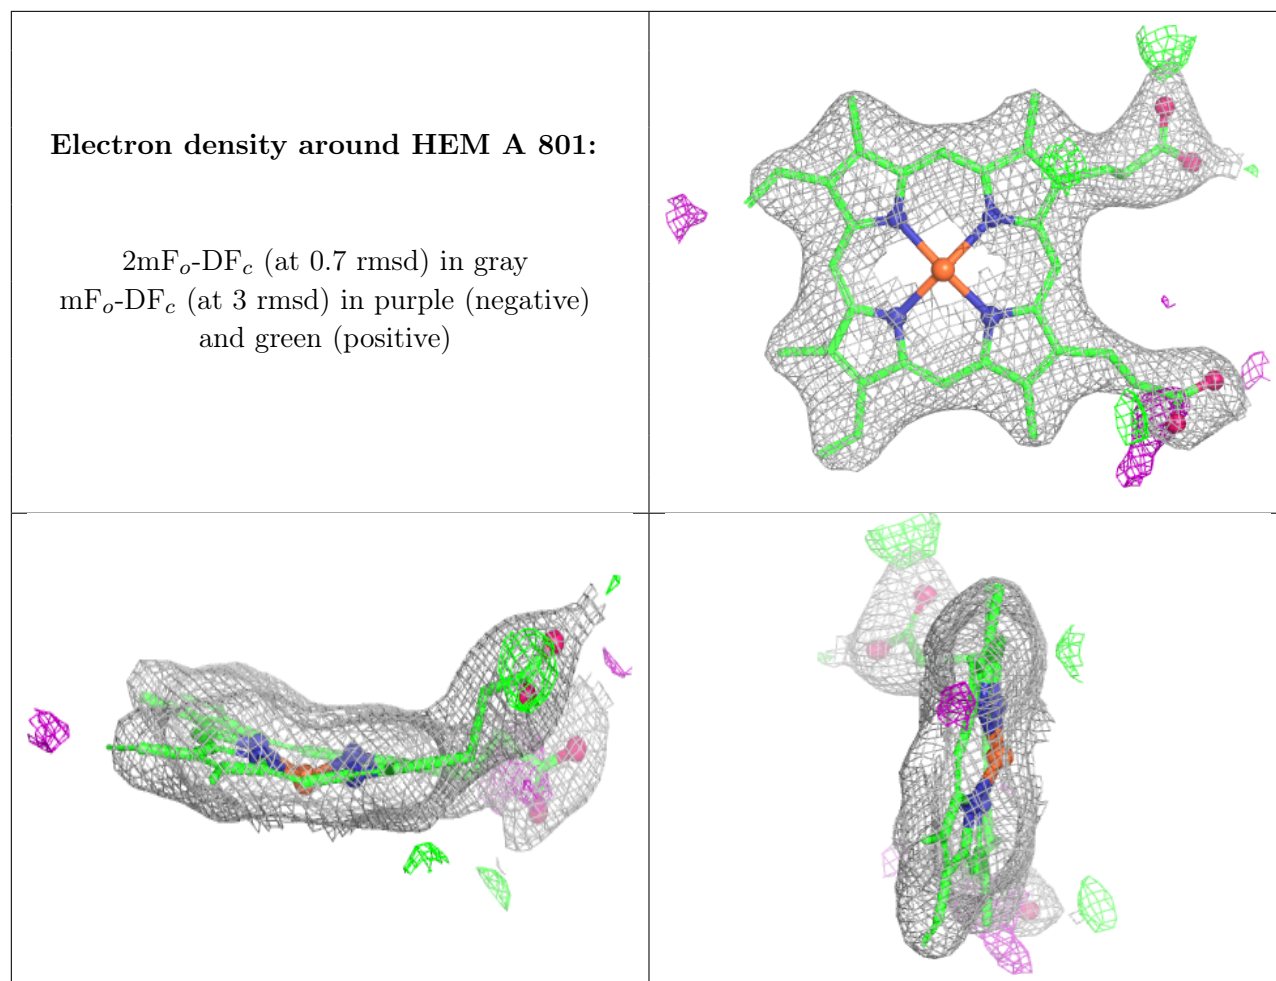 Electron density around HEM A 801:
2mFo-DFc (at 0.7 rmsd) in gray
mFo-DFc (at 3 rmsd) in purple (negative)
and green (positive)